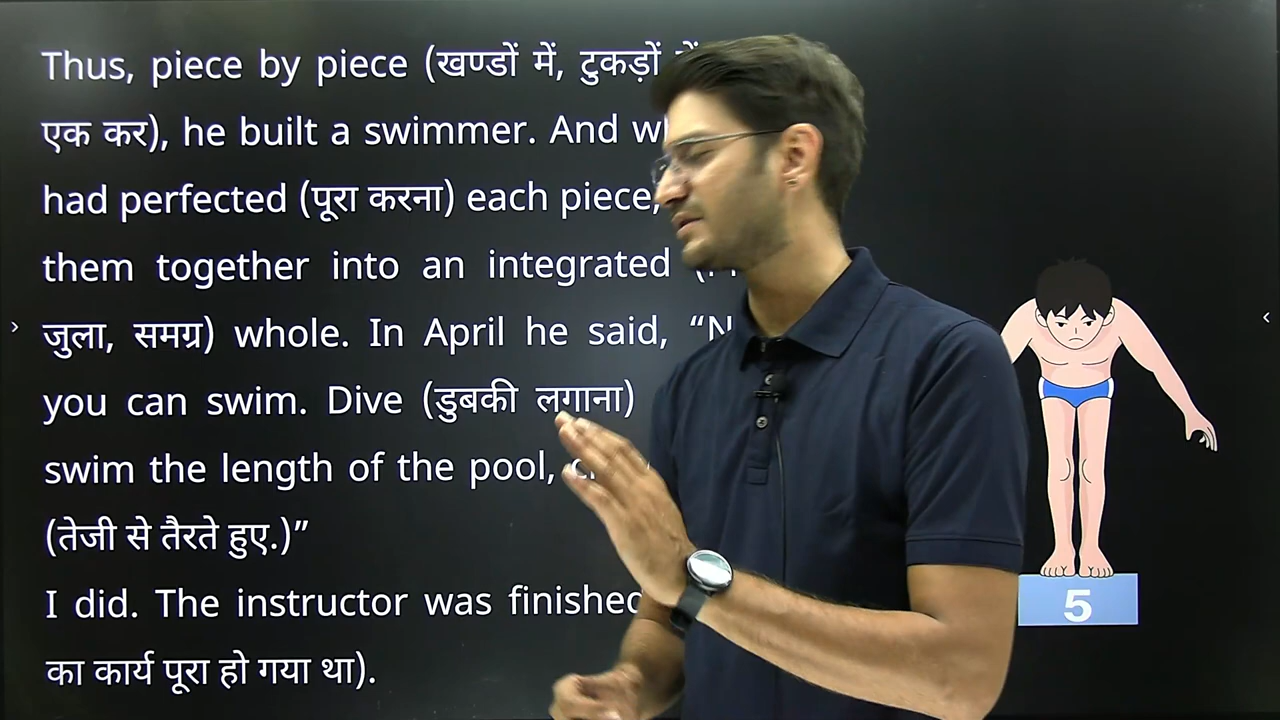 Thus, piece by piece (खण्डों में, टुकड़ों
एक कर), he built a swimmer. And
had perfected (पूरा करना) each piece,
them together into an integrated
जुला, समग्र) whole. In April he said,
you can swim. Dive (डुबकी लगाना)
swim the length of the pool,
(तेजी से तैरते हुए.)”
I did. The instructor was finished
का कार्य पूरा हो गया था).
5